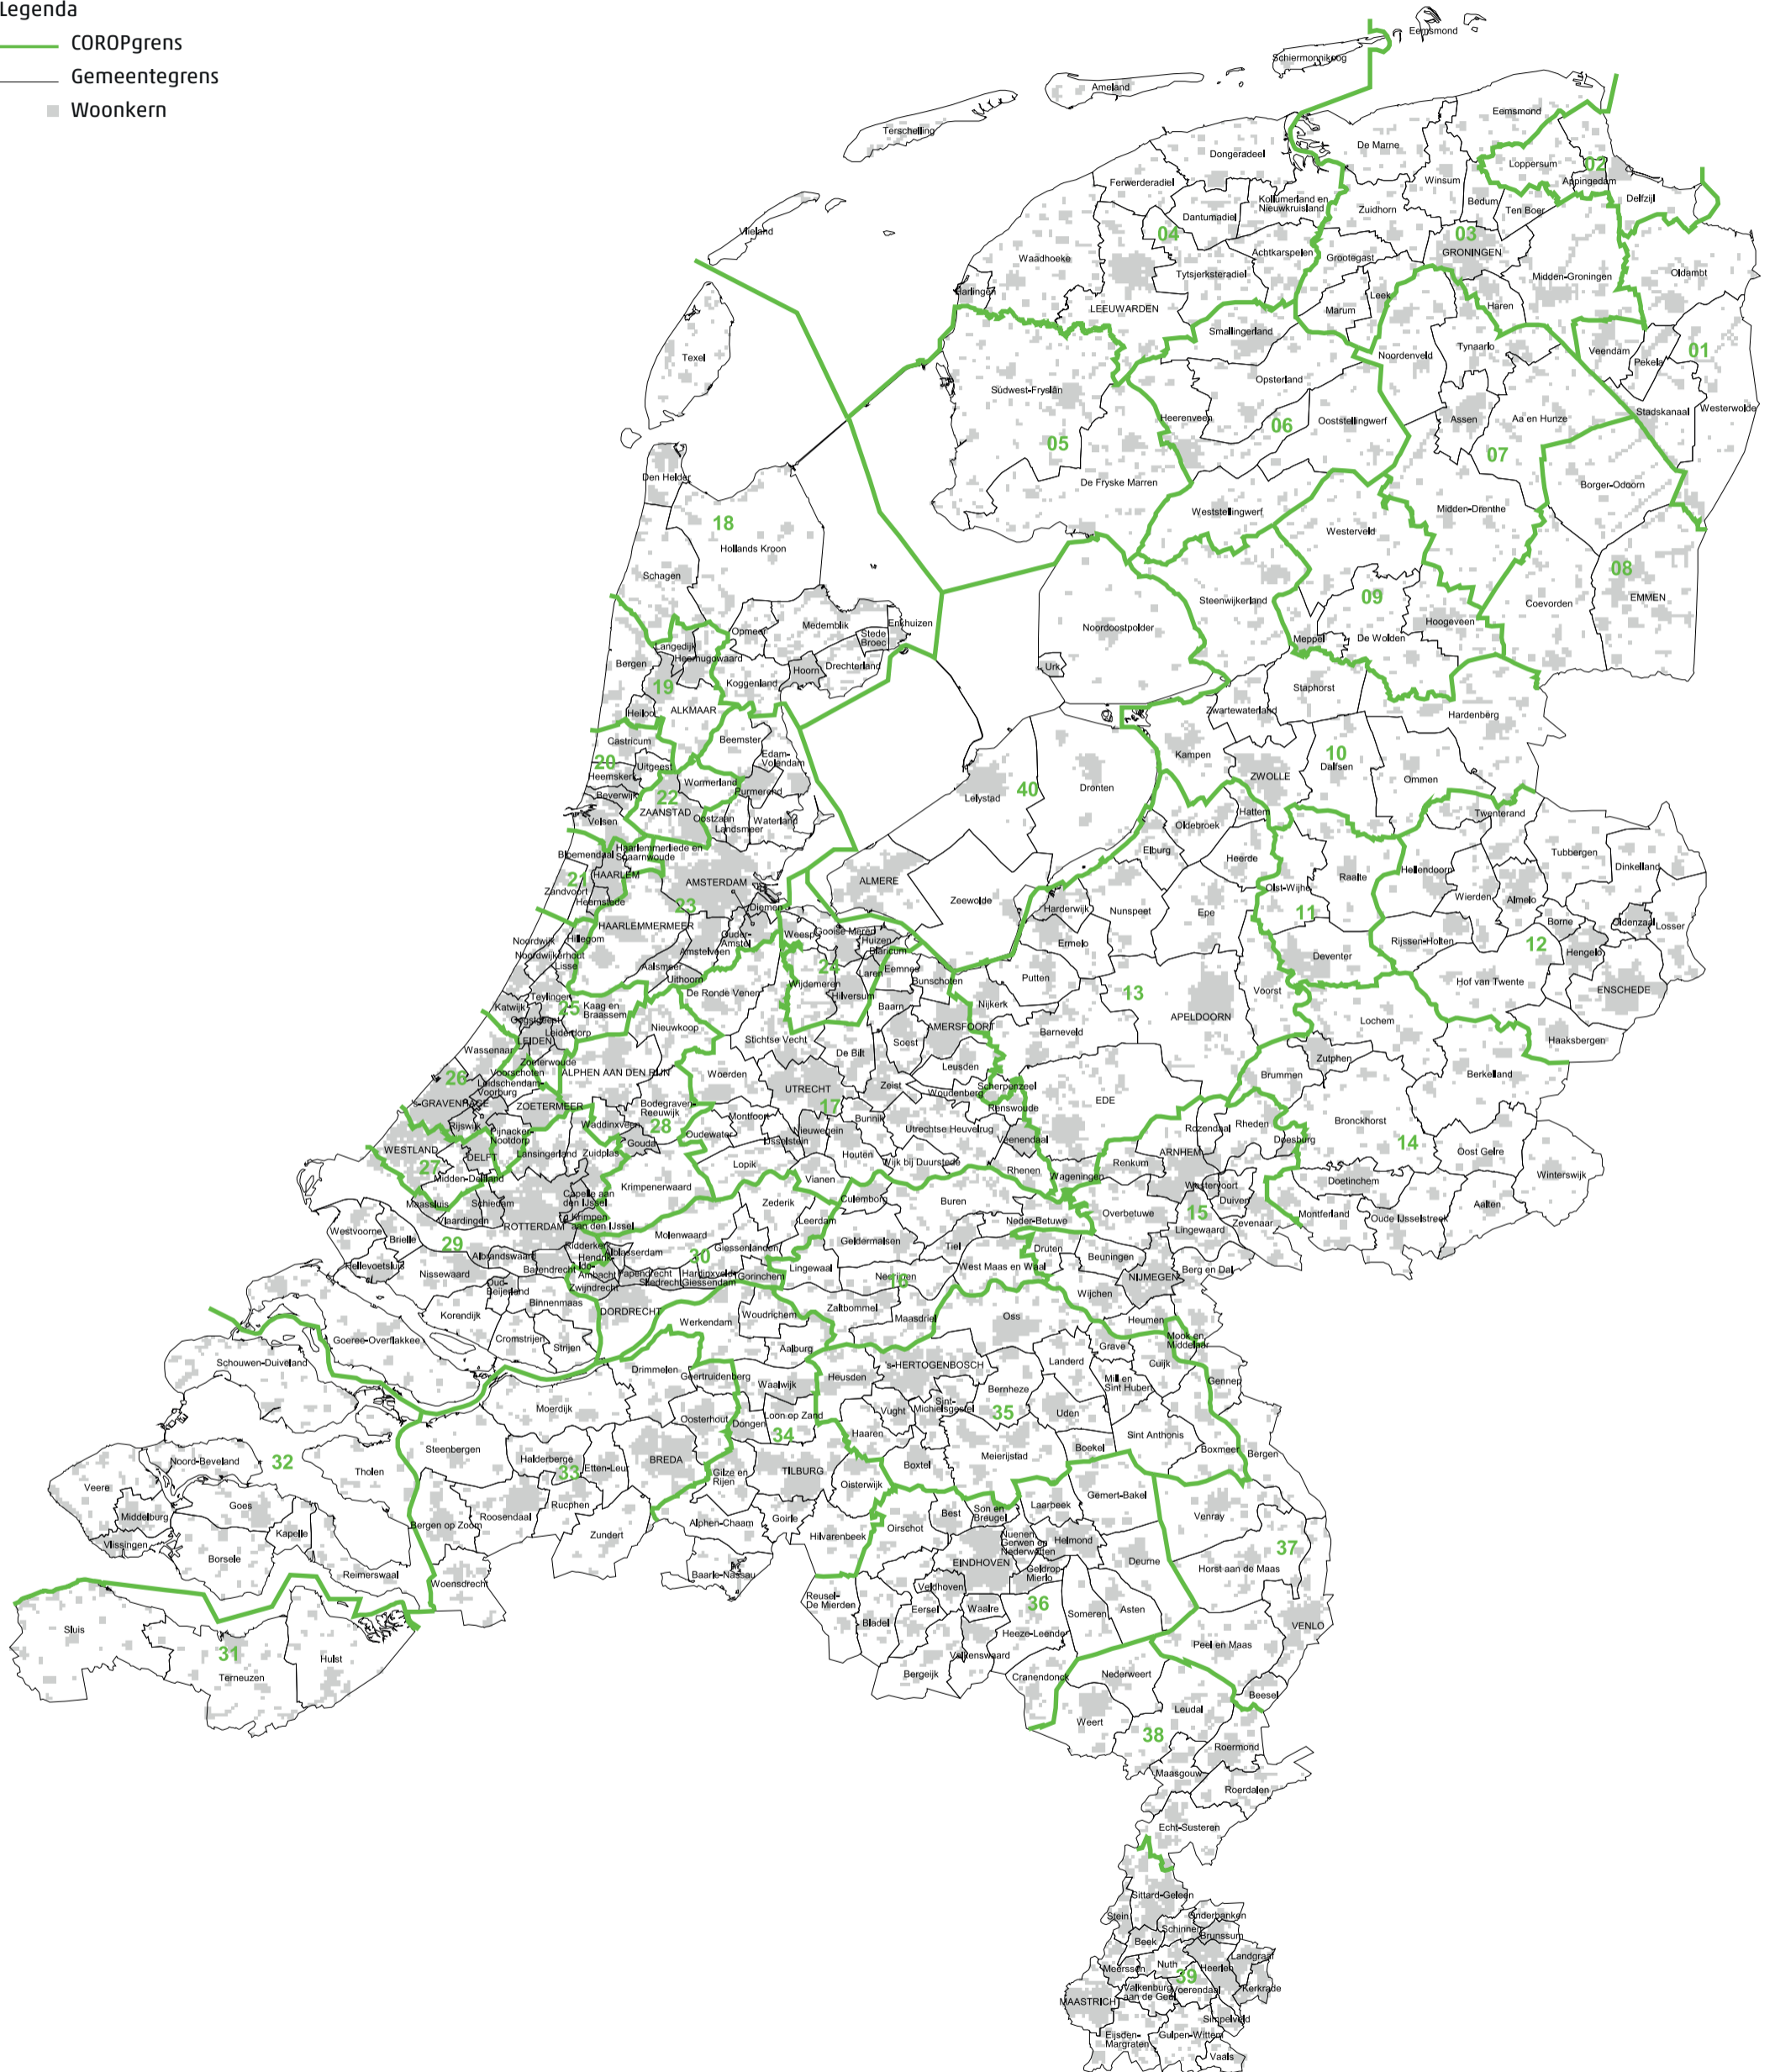 Legenda
COROPgrens
Gemeentegrens
Woonkern
Eemsmond
Schiermonnikoog
Ameland
Terschelling
Vlieland
Texel
Eemsmond
De Marne
Dongeradeel
Loppersum
02
Appingedam
Ferwerderadiel
Winsum
Kollumerland en
Nieuwkruisland
Bedum
Delfzijl
Dantumadiel
Zuidhorn
Ten Boer
04
03
GRONINGEN
Achtkarspelen
Grootegast
Waadhoeke
Tytsjerksteradiel
Midden-Groningen
Oldambt
Harlingen
Leek
LEEUWARDEN
Marum
Haren
Smallingerland
Tynaarlo
Noordenveld
Veendam
01
Pekela
Opsterland
Súdwest-Fryslân
Stadskanaal
Westerwolde
Heerenveen
Ooststellingwerf
Assen
Aa en Hunze
06
05
07
De Fryske Marren
Borger-Odoorn
Den Helder
Weststellingwerf
Midden-Drenthe
18
Westerveld
Hollands Kroon
08
Schagen
EMMEN
Steenwijkerland
09
Coevorden
Medemblik
Noordoostpolder
Hoogeveen
Enkhuizen
Opmeer
Stede
Broec
Meppel
De Wolden
Langedijk
Heerhugowaard
Bergen
Hoorn
Drechterland
Urk
19
Koggenland
Staphorst
ALKMAAR
Heiloo
Zwartewaterland
Hardenberg
Castricum
Beemster
Edam-
Volendam
Kampen
10
Dalfsen
20
Uitgeest
Heemskerk
ZWOLLE
Ommen
Wormerland
Purmerend
Lelystad
40
Dronten
Beverwijk
22
ZAANSTAD
Oostzaan
Landsmeer
Waterland
Velsen
Hattem
Twenterand
Oldebroek
Haarlemmerliede en
Spaarnwoude
Bloemendaal
Elburg
Heerde
Tubbergen
Dinkelland
21
HAARLEM
AMSTERDAM
ALMERE
Raalte
Hellendoorn
Zandvoort
Olst-Wijhe
Heemstede
Zeewolde
Wierden
Almelo
23
Diemen
Harderwijk
Nunspeet
Epe
11
Borne
Oldenzaal
Losser
HAARLEMMERMEER
Weesp
Gooise Meren
Hillegom
Ouder-
Amstel
Huizen
Blaricum
Ermelo
Rijssen-Holten
12
Noordwijk
Noordwijkerhout
Lisse
Amstelveen
Hengelo
Aalsmeer
24
Laren
Eemnes
Deventer
Uithoorn
Wijdemeren
Bunschoten
Putten
Hof van Twente
ENSCHEDE
De Ronde Venen
Hilversum
Voorst
13
Teylingen
Kaag en
Braassem
Katwijk
25
Baarn
Nijkerk
APELDOORN
Lochem
Oegstgeest
Leiderdorp
Nieuwkoop
AMERSFOORT
Barneveld
LEIDEN
Stichtse Vecht
Soest
Haaksbergen
Wassenaar
De Bilt
Zutphen
Zoeterwoude
Leusden
Voorschoten
ALPHEN AAN DEN RIJN
Woerden
Brummen
Berkelland
26
Leidschendam-
Voorburg
UTRECHT
Zeist
Scherpenzeel
Woudenberg
's-GRAVENHAGE
ZOETERMEER
Bodegraven-
Reeuwijk
17
Renswoude
EDE
Rijswijk
Waddinxveen
Montfoort
Bunnik
Bronckhorst
Pijnacker-
Nootdorp
28
Nieuwegein
Utrechtse Heuvelrug
Rozendaal
Rheden
Oudewater
IJsselstein
Veenendaal
Doesburg
14
WESTLAND
Gouda
DELFT
Lansingerland
Zuidplas
Houten
ARNHEM
Oost Gelre
27
Lopik
Wijk bij Duurstede
Renkum
Winterswijk
Midden-Delfland
Vianen
Rhenen
Wageningen
Doetinchem
Krimpenerwaard
Westervoort
Capelle aan
den IJssel
Duiven
Maassluis
Schiedam
Zederik
Culemborg
Buren
Overbetuwe
15
Montferland
Aalten
Oude IJsselstreek
Vlaardingen
ROTTERDAM
Krimpen
aan den IJssel
Leerdam
Neder-Betuwe
Zevenaar
Westvoorne
Brielle
Lingewaard
29
Molenwaard
Geldermalsen
Tiel
Druten
Ridderkerk
30
Giessenlanden
Beuningen
Albrandswaard
Alblasserdam
Hellevoetsluis
Nissewaard
Barendrecht
Hendrik-
Ido-
Ambacht
Papendrecht
Sliedrecht
Hardinxveld-
Giessendam
Gorinchem
Lingewaal
Neerijnen
16
West Maas en Waal
NIJMEGEN
Berg en Dal
Oud-
Beijerland
Zwijndrecht
Binnenmaas
DORDRECHT
Wijchen
Korendijk
Woudrichem
Zaltbommel
Maasdriel
Oss
Heumen
Werkendam
Goeree-Overflakkee
Cromstrijen
Strijen
Aalburg
Grave
Mook en
Middelaar
Schouwen-Duiveland
Drimmelen
's-HERTOGENBOSCH
Landerd
Cuijk
Geertruidenberg
Heusden
Waalwijk
Mill en
Sint Hubert
Gennep
Bernheze
Moerdijk
Sint-
Michielsgestel
35
Uden
Oosterhout
Dongen
Loon op Zand
Vught
34
Haaren
Sint Anthonis
Steenbergen
Boekel
Boxmeer
Bergen
32
Noord-Beveland
Halderberge
BREDA
Meierijstad
Tholen
33
Etten-Leur
TILBURG
Boxtel
Gilze en
Rijen
Oisterwijk
Veere
Goes
Gemert-Bakel
Rucphen
Laarbeek
Middelburg
Roosendaal
Best
Son en
Breugel
Venray
Bergen op Zoom
Alphen-Chaam
Goirle
Kapelle
Zundert
Hilvarenbeek
Oirschot
Nuenen
Gerwen en
Nederwetten
Helmond
Vlissingen
37
Borsele
EINDHOVEN
Deurne
Reimerswaal
Baarle-Nassau
Geldrop-
Mierlo
Horst aan de Maas
Woensdrecht
Veldhoven
Reusel-
De Mierden
36
Eersel
Waalre
Asten
Someren
Bladel
VENLO
Sluis
Heeze-Leende
31
Peel en Maas
Hulst
Valkenswaard
Terneuzen
Bergeijk
Cranendonck
Nederweert
Beesel
Leudal
Weert
38
Roermond
Maasgouw
Roerdalen
Echt-Susteren
Sittard-Geleen
Stein
Onderbanken
Schinnen
Brunssum
Beek
Landgraaf
Nuth
Meerssen
Heerlen
39
Kerkrade
Valkenburg
aan de Geul
Voerendaal
MAASTRICHT
Simpelveld
Eijsden-
Margraten
Gulpen-Wittem
Vaals